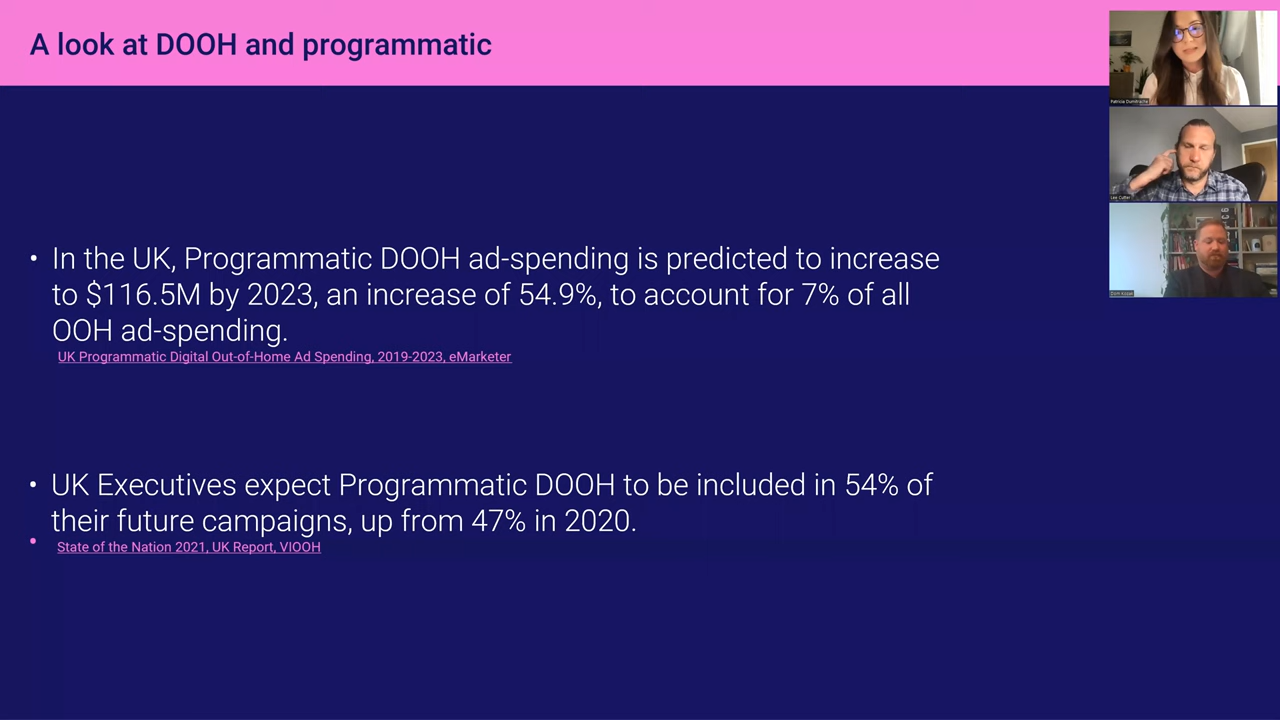 A look at DOOH and programmatic
• In the UK, Programmatic DOOH ad-spending is predicted to increase
to $116.5M by 2023, an increase of 54.9%, to account for 7% of all
OOH ad-spending.
UK Programmatic Digital Out-of-Home Ad Spending, 2019-2023, eMarketer
• UK Executives expect Programmatic DOOH to be included in 54% of
their future campaigns, up from 47% in 2020.
• State of the Nation 2021, UK Report, VIOOH
Lee Cutter